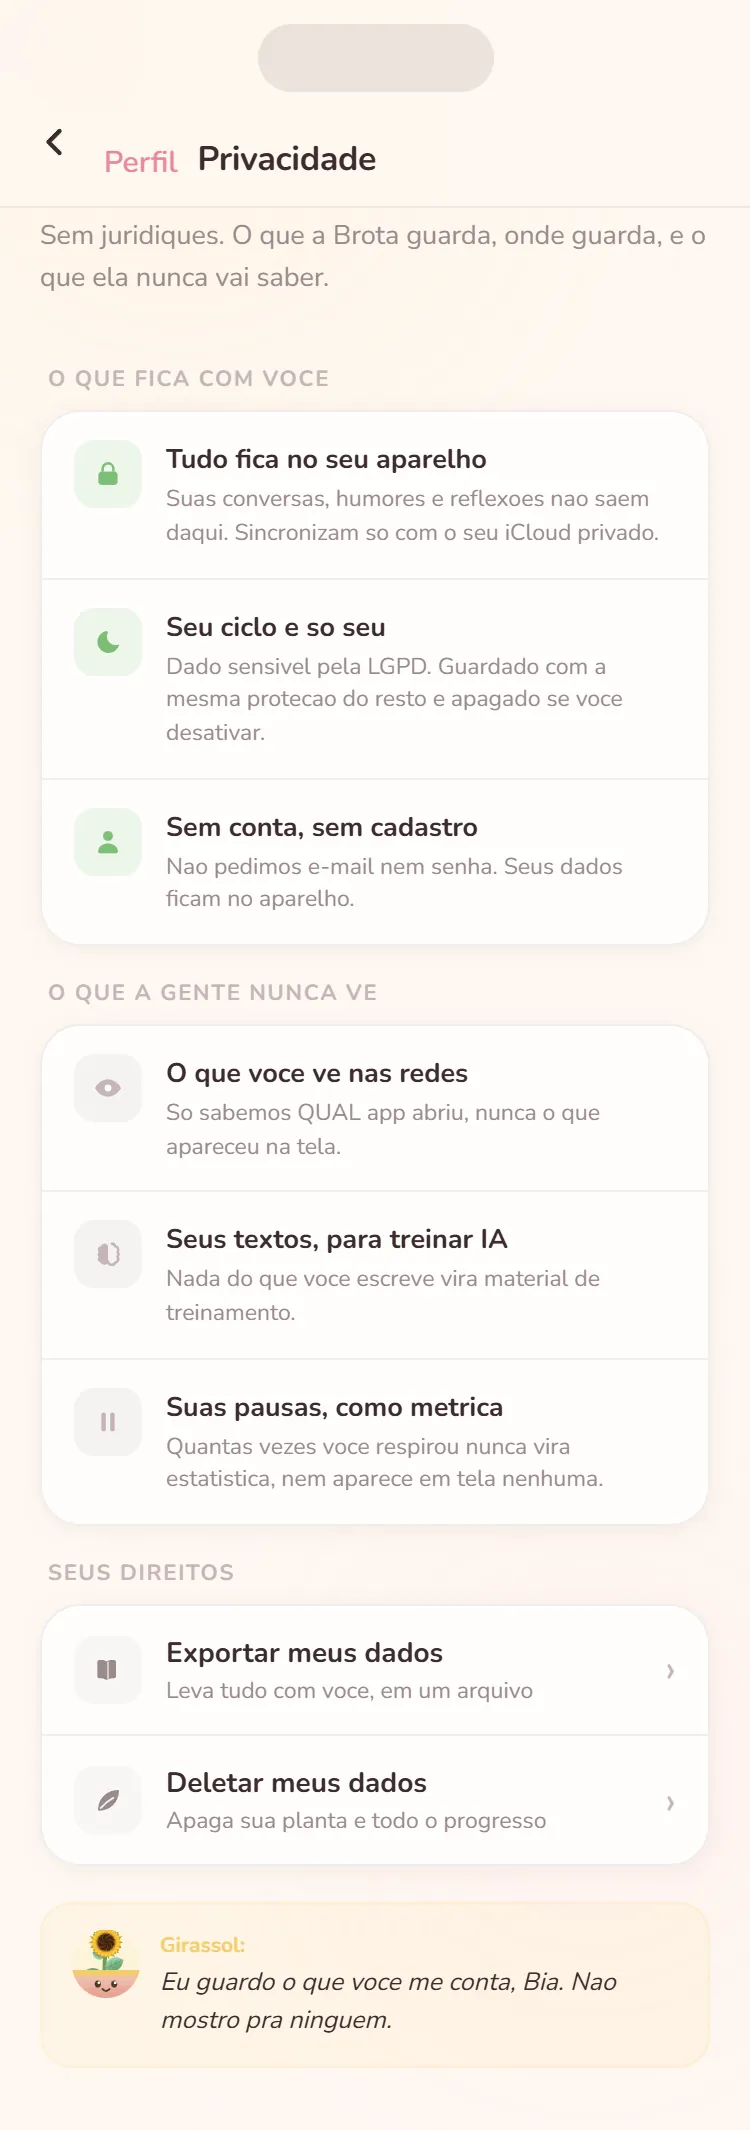 Perfil Privacidade
Sem juridiques. O que a Brota guarda, onde guarda, e o
que ela nunca vai saber.
O QUE FICA COM VOCE
Tudo fica no seu aparelho
Suas conversas, humores e reflexoes nao saem
daqui. Sincronizam so com o seu iCloud privado.
Seu ciclo e so seu
Dado sensivel pela LGPD. Guardado com a
mesma protecao do resto e apagado se voce
desativar.
Sem conta, sem cadastro
Nao pedimos e-mail nem senha. Seus dados
ficam no aparelho.
O QUE A GENTE NUNCA VE
O que voce ve nas redes
So sabemos QUAL app abriu, nunca o que
apareceu na tela.
Seus textos, para treinar IA
Nada do que voce escreve vira material de
treinamento.
Suas pausas, como metrica
Quantas vezes voce respirou nunca vira
estatistica, nem aparece em tela nenhuma.
SEUS DIREITOS
Exportar meus dados
Leva tudo com voce, em um arquivo
Deletar meus dados
Apaga sua planta e todo o progresso
Girassol:
Eu guardo o que voce me conta, Bia. Nao
mostro pra ninguem.